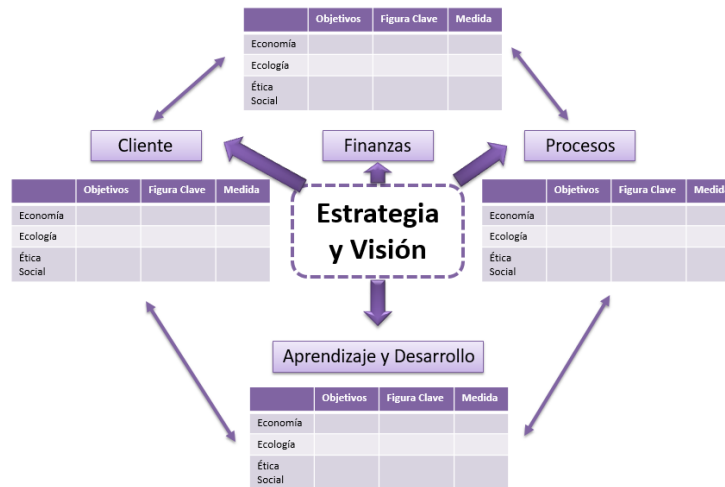 Objetivos Figura Clave Medida
Economía
Ecología
Ética
Social
Cliente
Finanzas
Procesos
Objetivos Figura Clave Medida
Economía
Ecología
Ética
Social
Estrategia
y Visión
Objetivos Figura Clave Medida
Economía
Ecología
Ética
Social
Aprendizaje y Desarrollo
Objetivos Figura Clave Medida
Economía
Ecología
Ética
Social